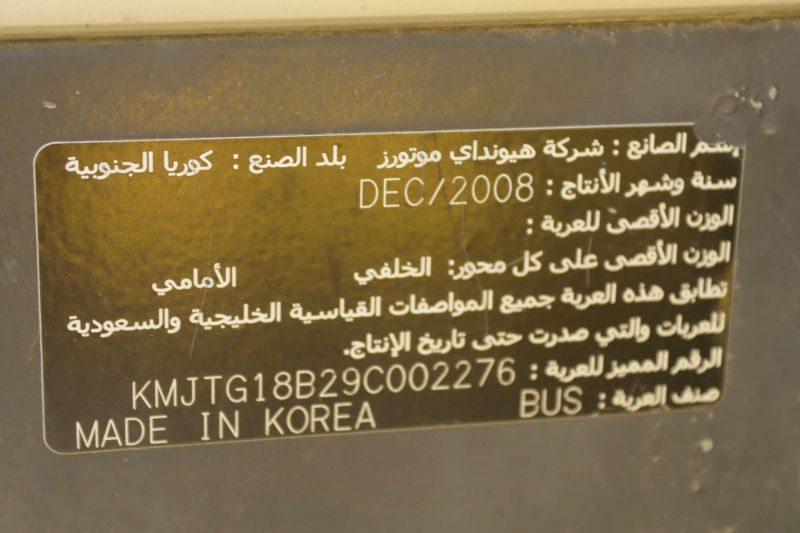 إسم الصانع : شركة هيونداي موتورز بلد الصنع : كوريا الجنوبية
سنة وشهر الأنتاج : DEC/2008
الوزن الأقصى للعربة :
الوزن الأقصى على كل محور: الخلفي الأمامي
تطابق هذه العربة جميع المواصفات القياسية الخليجية والسعودية
للعربات والتي صدرت حتى تاريخ الإنتاج.
الرقم المميز للعربة : KMJTG18B29C002276
صنف العربة : BUS
MADE IN KOREA